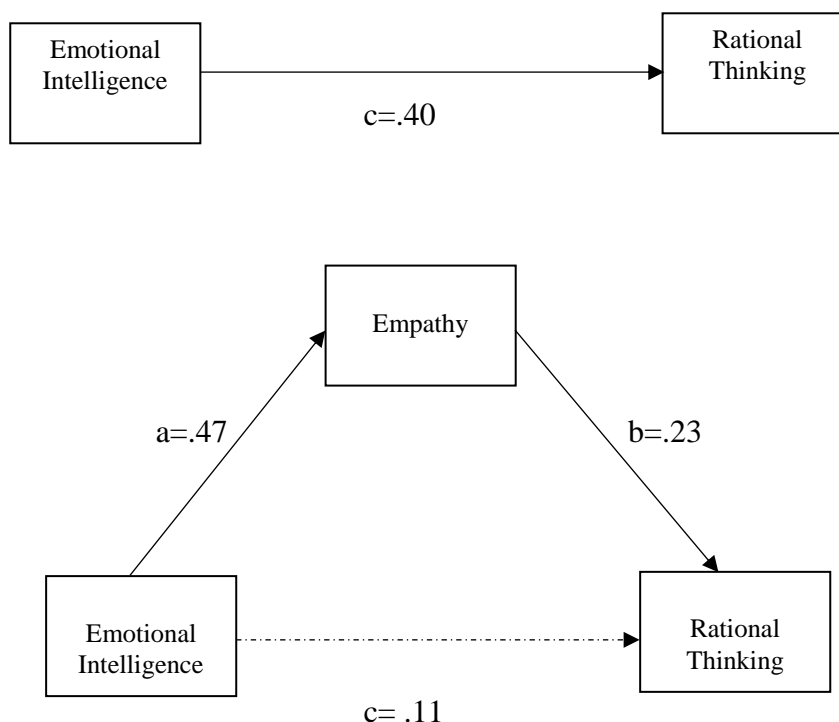 Emotional
Intelligence
Rational
Thinking
c=.40
Empathy
a=.47
b=.23
Emotional
Intelligence
Rational
Thinking
c= .11